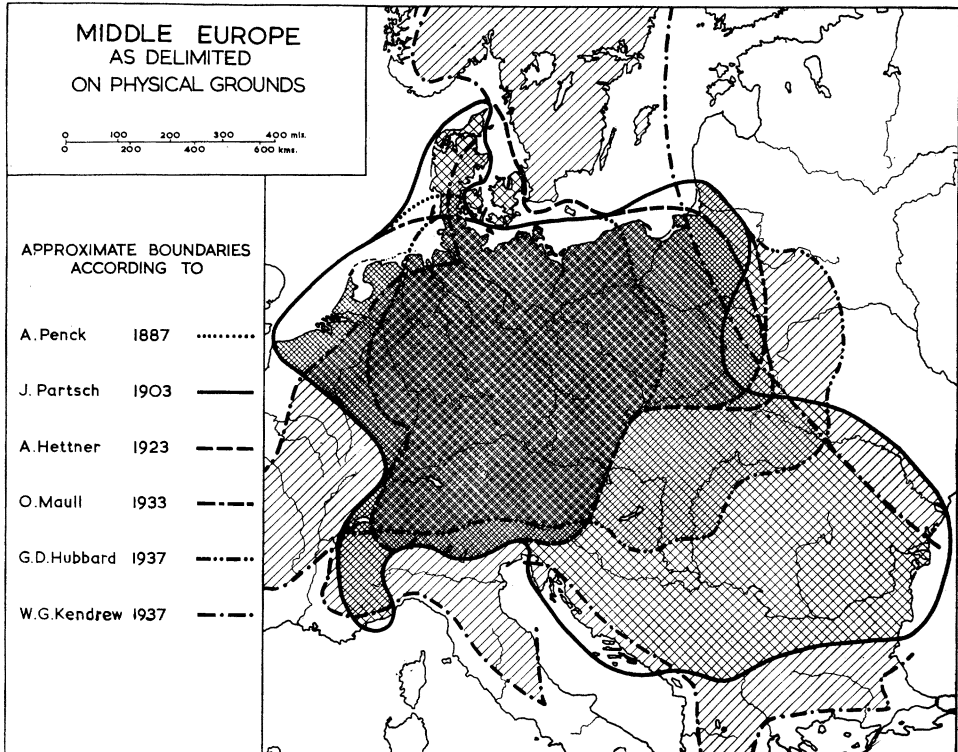 MIDDLE EUROPE
AS DELIMITED
ON PHYSICAL GROUNDS
0 100 200 300 400 mls.
0 200 400 600 kms.
APPROXIMATE BOUNDARIES
ACCORDING TO
A.Penck 1887
J. Partsch 1903
A.Hettner 1923
O.Maull 1933
G.D.Hubbard 1937
W.G.Kendrew 1937